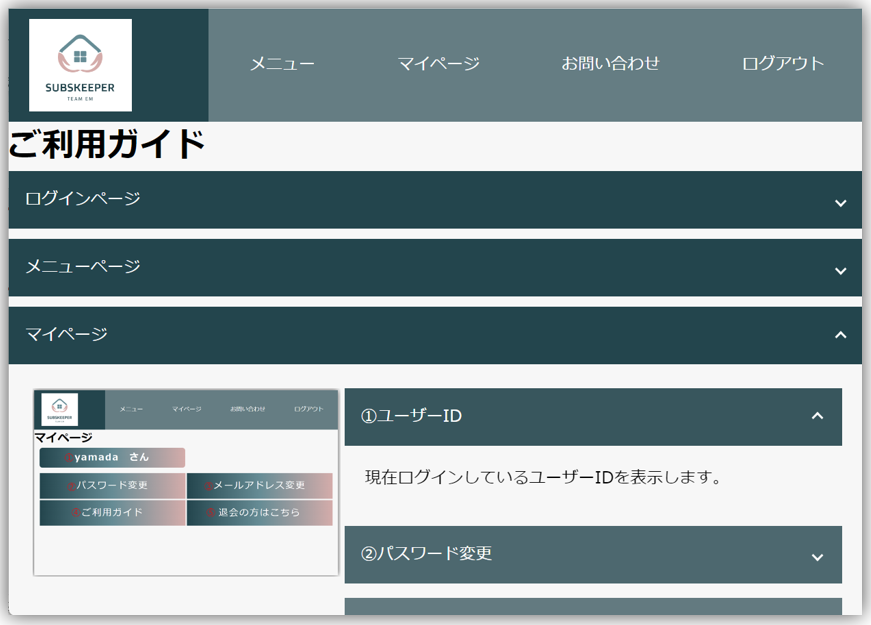 SUBSKEEPER
TEAM EM
メニュー
マイページ
お問い合わせ
ログアウト
ご利用ガイド
ログインページ
メニューページ
マイページ
SUBSKEEPER
メニュー
マイページ
お問い合わせ
ログアウト
マイページ
yamada さん
パスワード変更
メールアドレス変更
ご利用ガイド
退会の方はこちら
①ユーザーID
現在ログインしているユーザーIDを表示します。
②パスワード変更